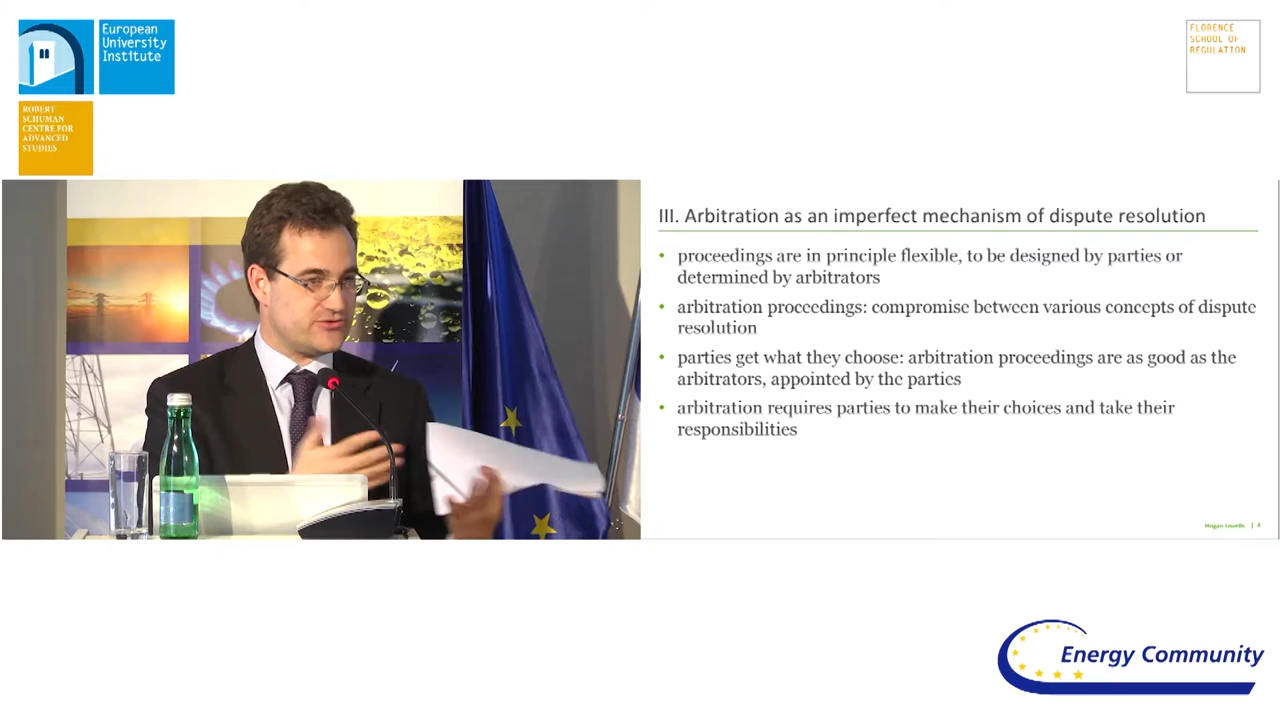 European
University
Institute
FLORENCE
SCHOOL OF
REGULATION
ROBERT
SCHUMAN
CENTRE FOR
ADVANCED
STUDIES
III. Arbitration as an imperfect mechanism of dispute resolution
• proceedings are in principle flexible, to be designed by parties or
determined by arbitrators
• arbitration proceedings: compromise between various concepts of dispute
resolution
• parties get what they choose: arbitration proceedings are as good as the
arbitrators, appointed by the parties
• arbitration requires parties to make their choices and take their
responsibilities
Hogan Lovells | 4
Energy Community